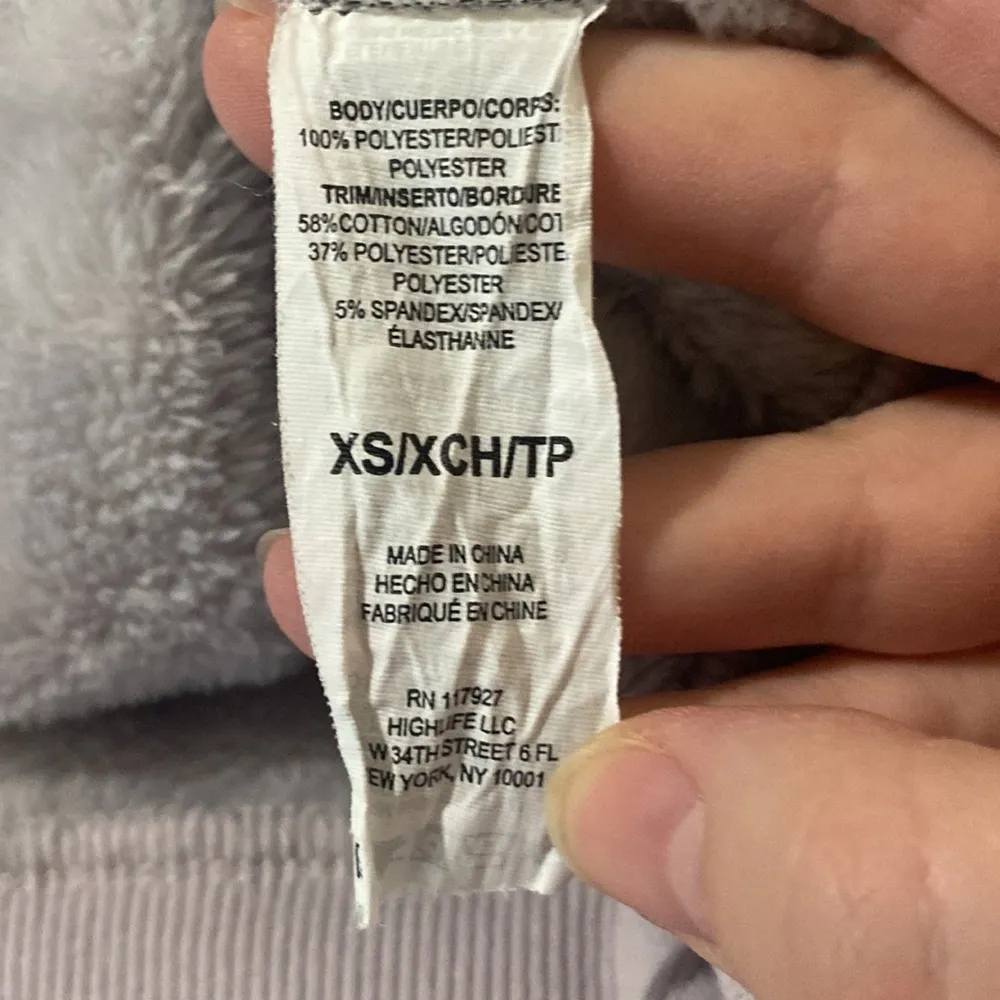 BODY/CUERPO/CORPS:
100% POLYESTER/POLIEST
POLYESTER
TRIM/INSERTO/BORDURE
58%COTTON/ALGODÓN/COT
37% POLYESTER/POLIESTE
POLYESTER
5% SPANDEX/SPANDEX/
ÉLASTHANNE
XS/XCH/TP
MADE IN CHINA
HECHO EN CHINA
FABRIQUÉ EN CHINE
RN 117927
HIGHLIFE LLC
W 34TH STREET 6 FL
EW YORK, NY 10001